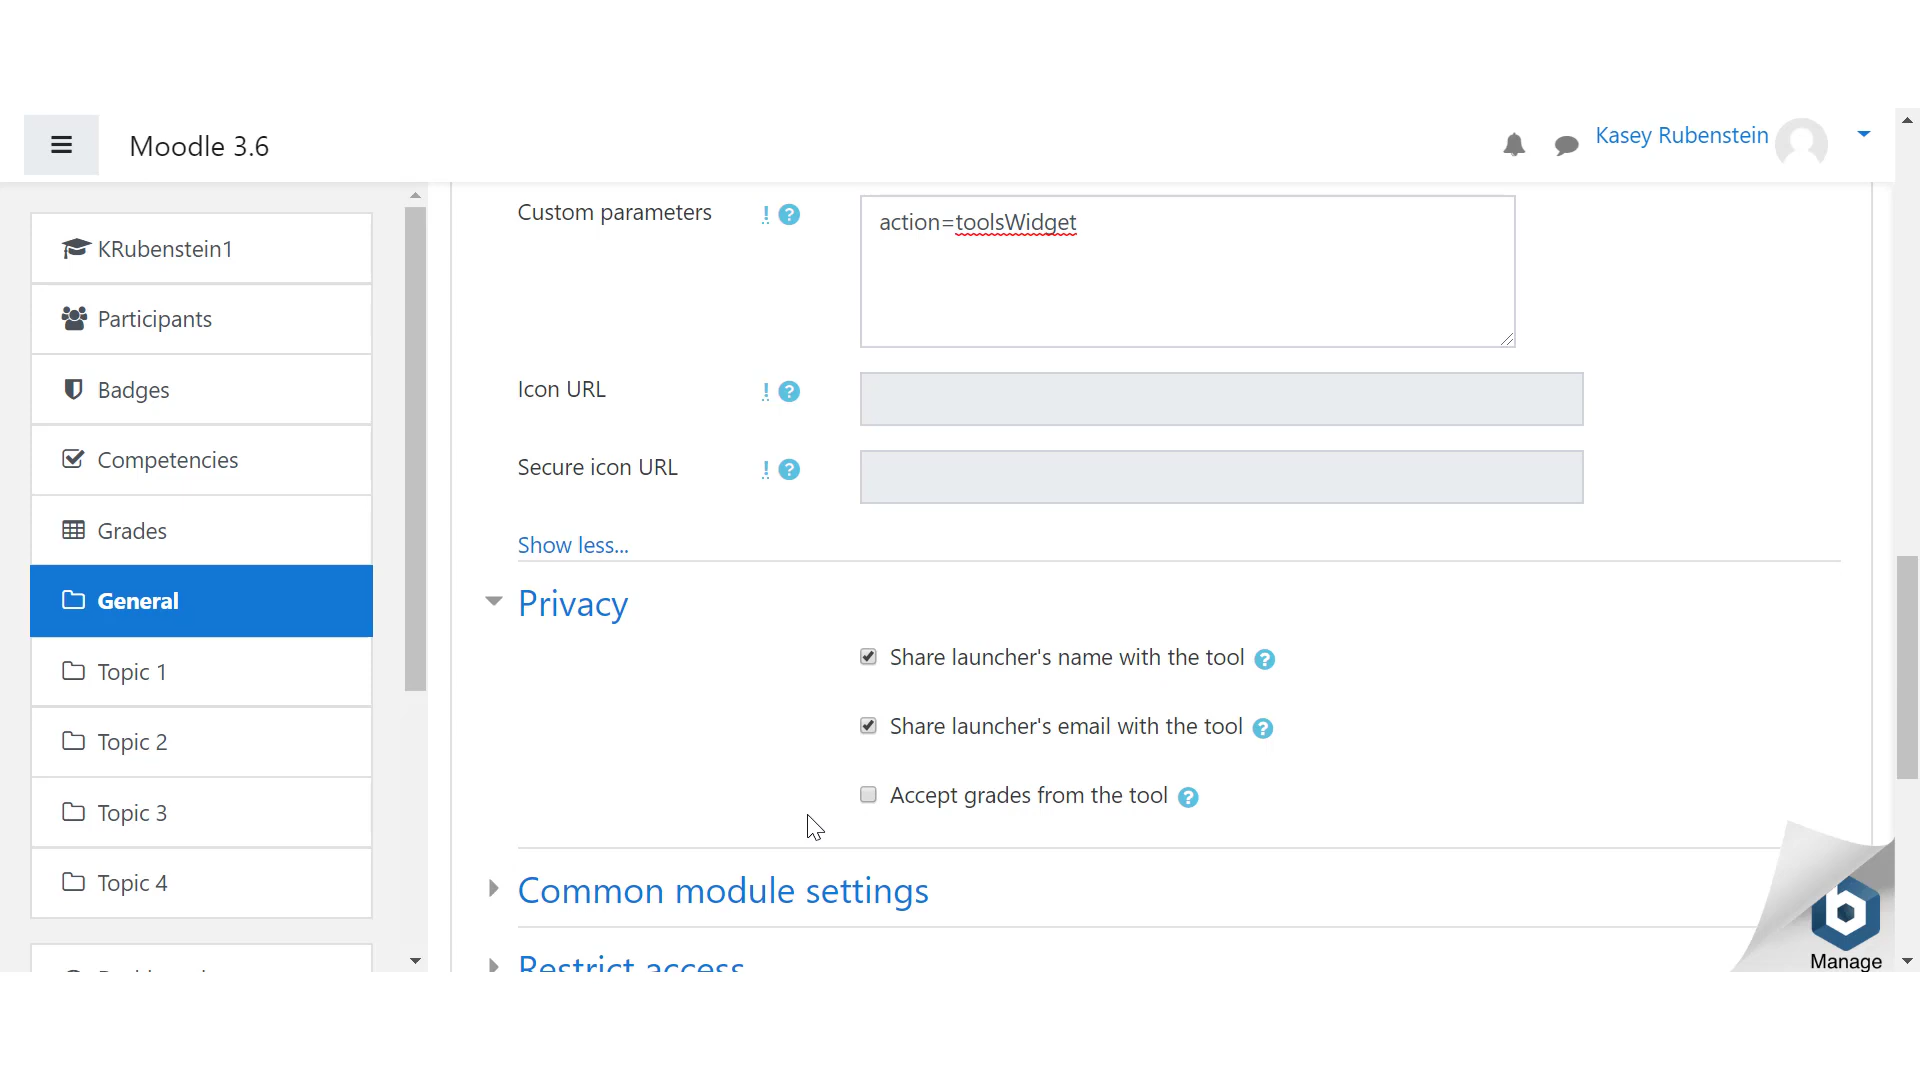 Moodle 3.6
Kasey Rubenstein
KRubenstein1
Participants
Badges
Competencies
Grades
General
Topic 1
Topic 2
Topic 3
Topic 4
Custom parameters
action=toolsWidget
Icon URL
Secure icon URL
Show less...
Privacy
Share launcher's name with the tool
Share launcher's email with the tool
Accept grades from the tool
Common module settings
Restrict access
Manage